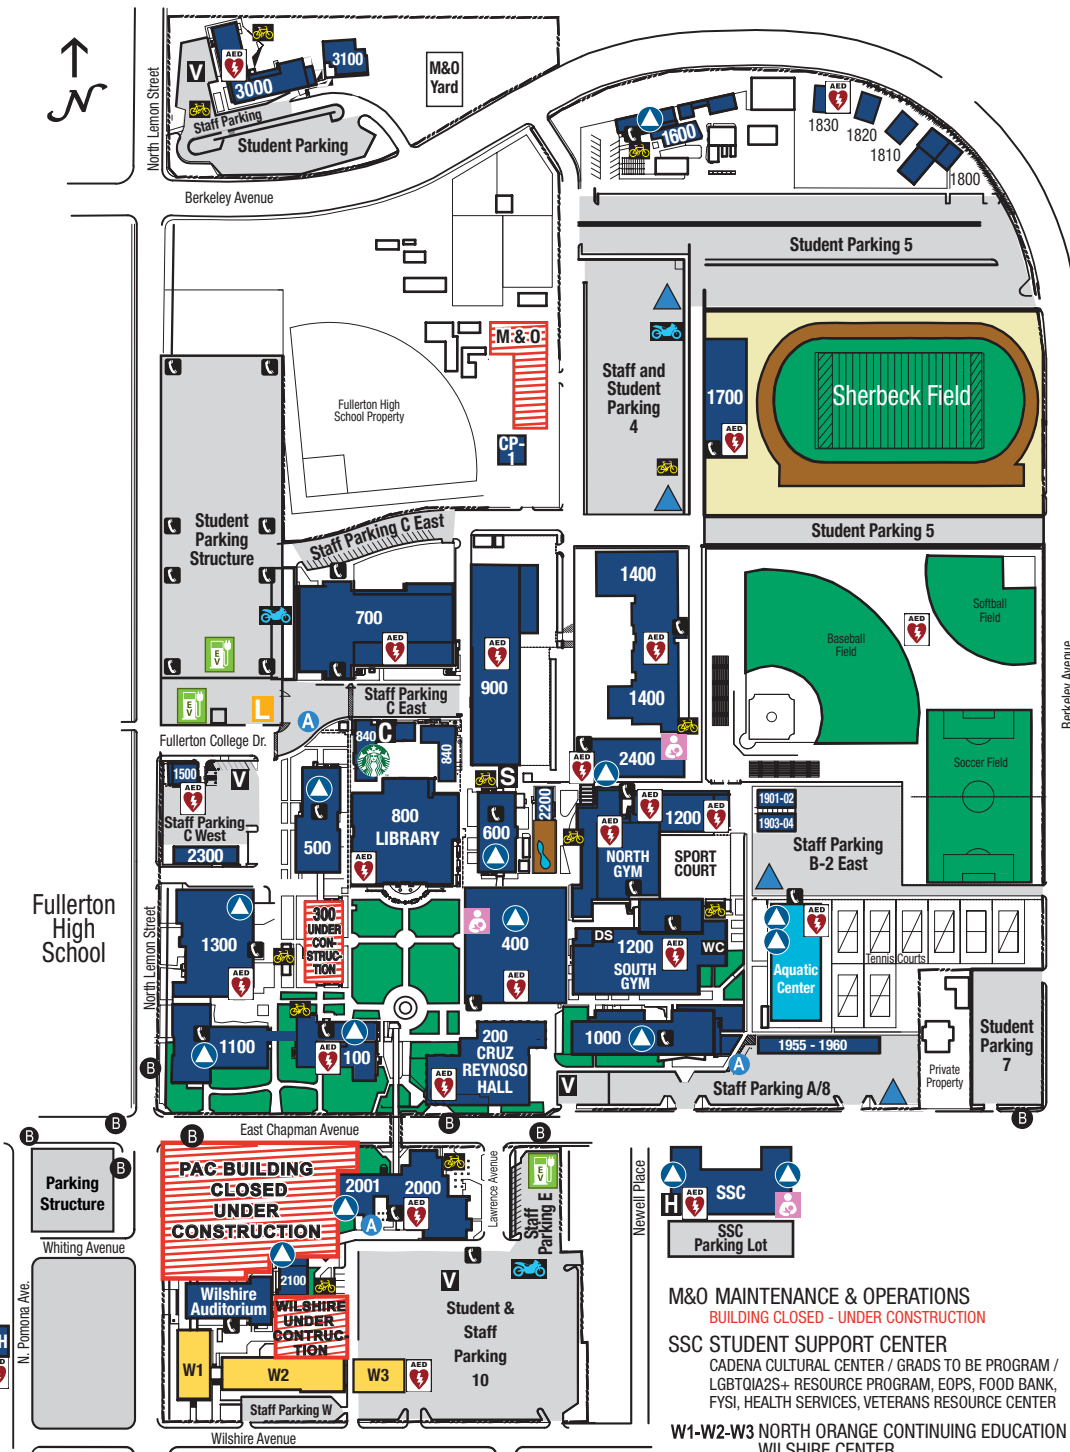 N
North Lemon Street
V
AED
3000
3100
Staff Parking
Student Parking
M&O
Yard
Berkeley Avenue
1600
AED
1830
1820
1810
1800
Student Parking 5
M & O
CP-
1
Fullerton High
School Property
Staff and
Student
Parking
4
1700
AED
Sherbeck Field
Student Parking 5
Student
Parking
Structure
EV
EV
L
Staff Parking C East
700
AED
Staff Parking
C East
A
Fullerton College Dr.
AED
900
1400
AED
1400
2400
AED
Baseball
Field
AED
Softball
Field
Soccer Field
Berkeley Avenue
840
C
840
1500
AED
V
Staff Parking
C West
2300
500
800
LIBRARY
AED
S
600
2200
AED
AED
1200
AED
NORTH
GYM
SPORT
COURT
1901-02
1903-04
Staff Parking
B-2 East
Fullerton
High
School
North Lemon Street
1300
AED
300
UNDER
CON-
STRUC-
TION
400
AED
DS
1200
SOUTH
GYM
AED
WC
AED
Aquatic
Center
Tennis Courts
1100
AED
100
200
CRUZ
REYNOSO
HALL
AED
1000
A
1955 - 1960
V
Staff Parking A/8
Private
Property
Student
Parking
7
B
B
B
B
B
B
B
B
East Chapman Avenue
Parking
Structure
Whiting Avenue
N. Pomona Ave.
H
PAC BUILDING
CLOSED
UNDER
CONSTRUCTION
2001
2000
AED
A
Lawrence Avenue
EV
Staff
Parking E
Newell Place
SSC
H
AED
SSC
Parking Lot
2100
Wilshire
Auditorium
WILSHIRE
UNDER
CONTRUC-
TION
V
Student &
Staff
Parking
10
W1
W2
W3
AED
Staff Parking W
Wilshire Avenue
M&O MAINTENANCE & OPERATIONS
BUILDING CLOSED - UNDER CONSTRUCTION
SSC STUDENT SUPPORT CENTER
CADENA CULTURAL CENTER / GRADS TO BE PROGRAM /
LGBTQIA2S+ RESOURCE PROGRAM, EOPS, FOOD BANK,
FYSI, HEALTH SERVICES, VETERANS RESOURCE CENTER
W1-W2-W3 NORTH ORANGE CONTINUING EDUCATION
WILSHIRE CENTER